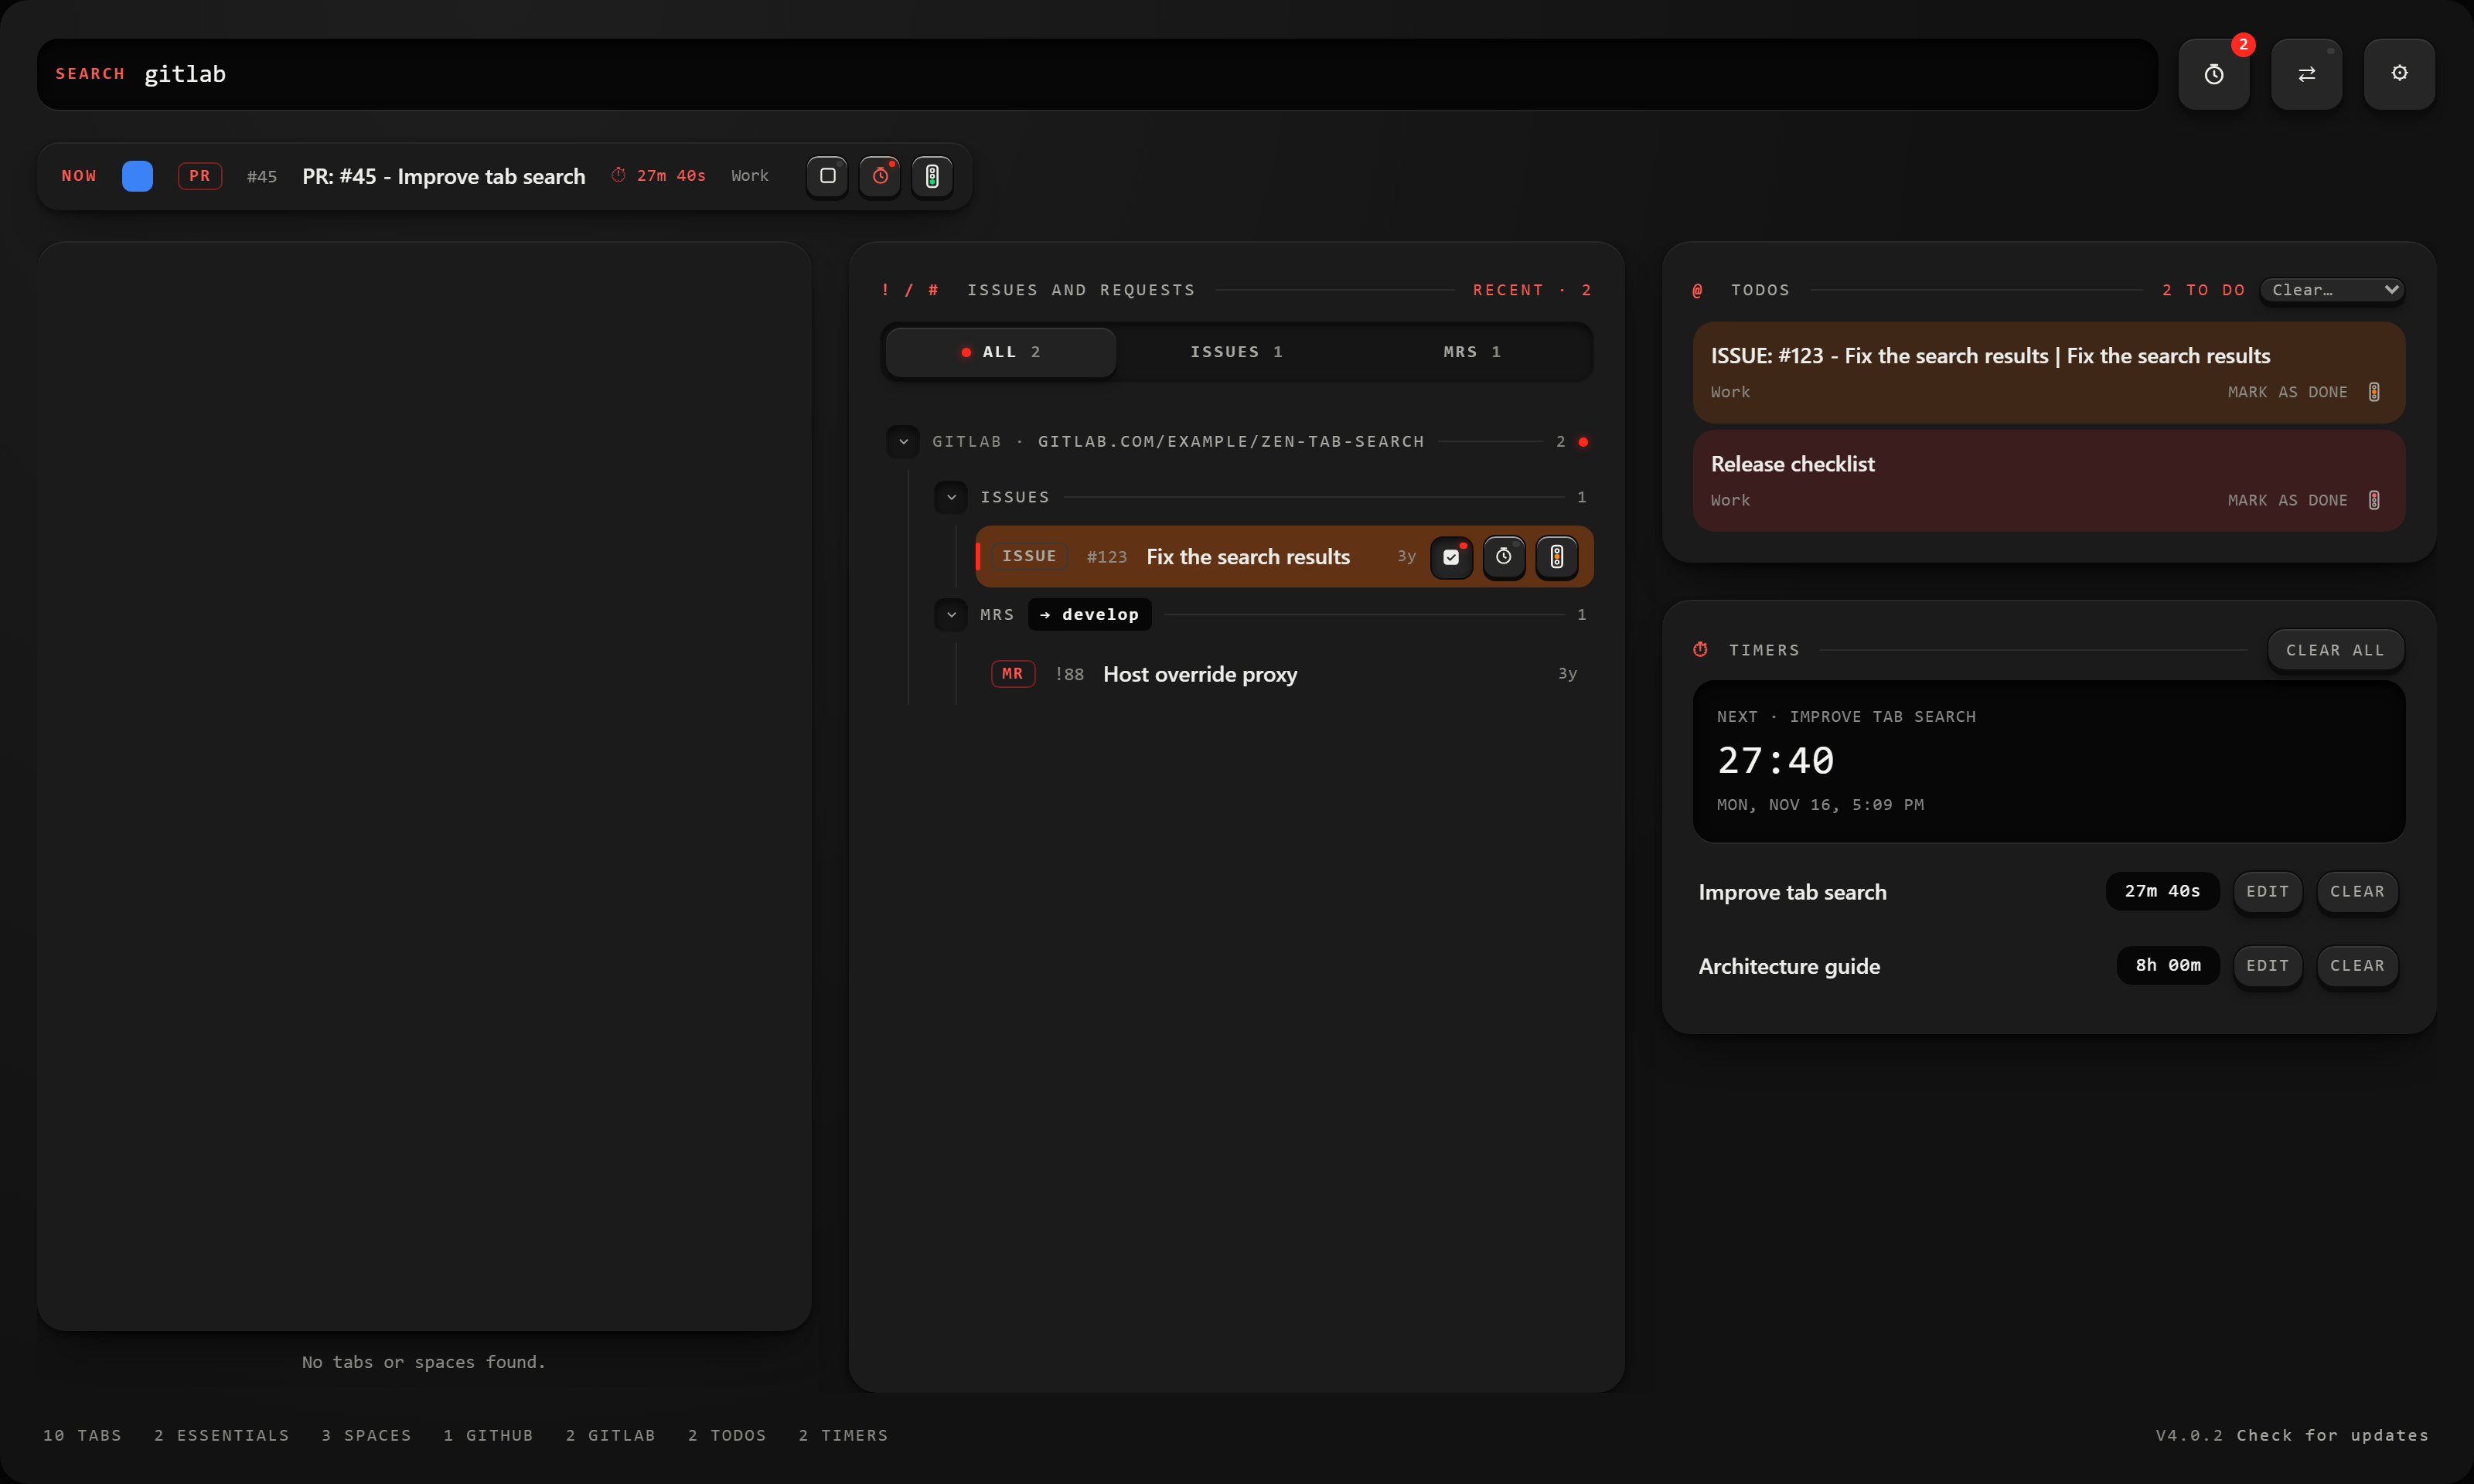 SEARCH gitlab
2
NOW PR #45 PR: #45 - Improve tab search 27m 40s Work
! / # ISSUES AND REQUESTS RECENT · 2
ALL 2 ISSUES 1 MRS 1
GITLAB · GITLAB.COM/EXAMPLE/ZEN-TAB-SEARCH 2
ISSUES 1
ISSUE #123 Fix the search results 3y
MRS → develop 1
MR !88 Host override proxy 3y
@ TODOS 2 TO DO Clear…
ISSUE: #123 - Fix the search results | Fix the search results
Work MARK AS DONE
Release checklist
Work MARK AS DONE
TIMERS CLEAR ALL
NEXT · IMPROVE TAB SEARCH
27:40
MON, NOV 16, 5:09 PM
Improve tab search 27m 40s EDIT CLEAR
Architecture guide 8h 00m EDIT CLEAR
No tabs or spaces found.
10 TABS 2 ESSENTIALS 3 SPACES 1 GITHUB 2 GITLAB 2 TODOS 2 TIMERS
V4.0.2 Check for updates